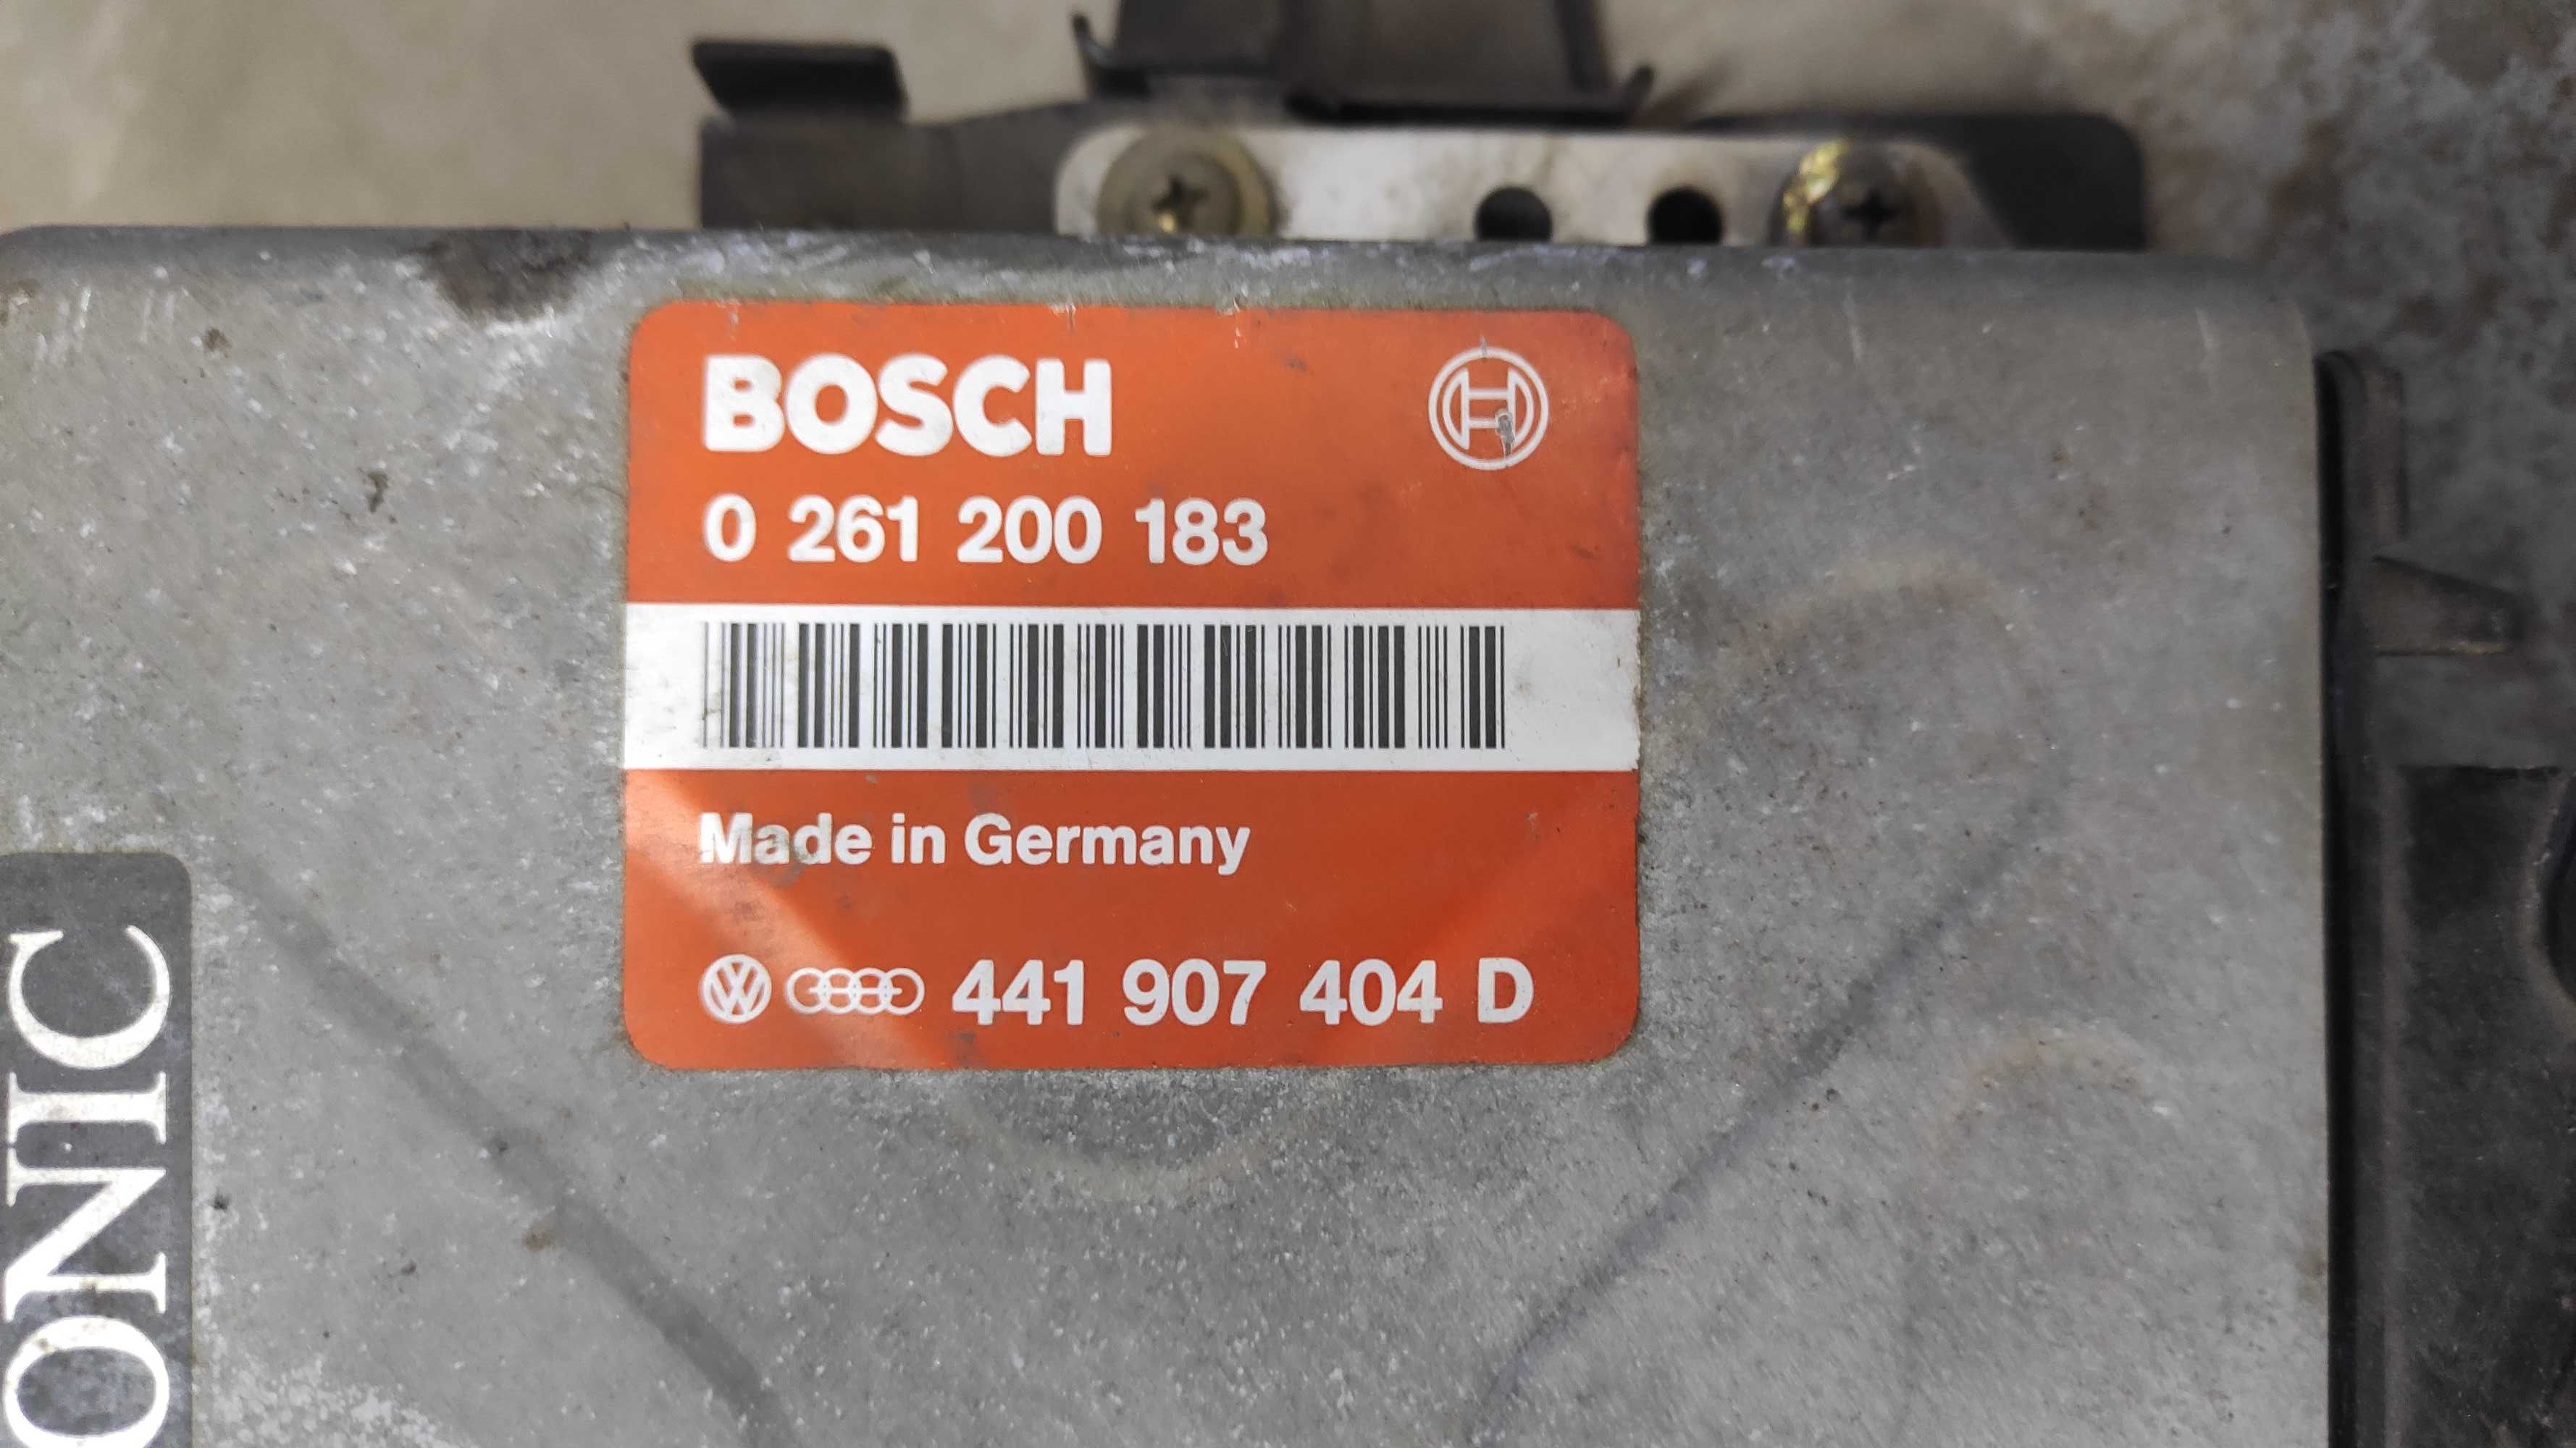 BOSCH
0 261 200 183
Made in Germany
441 907 404 D
ONIC